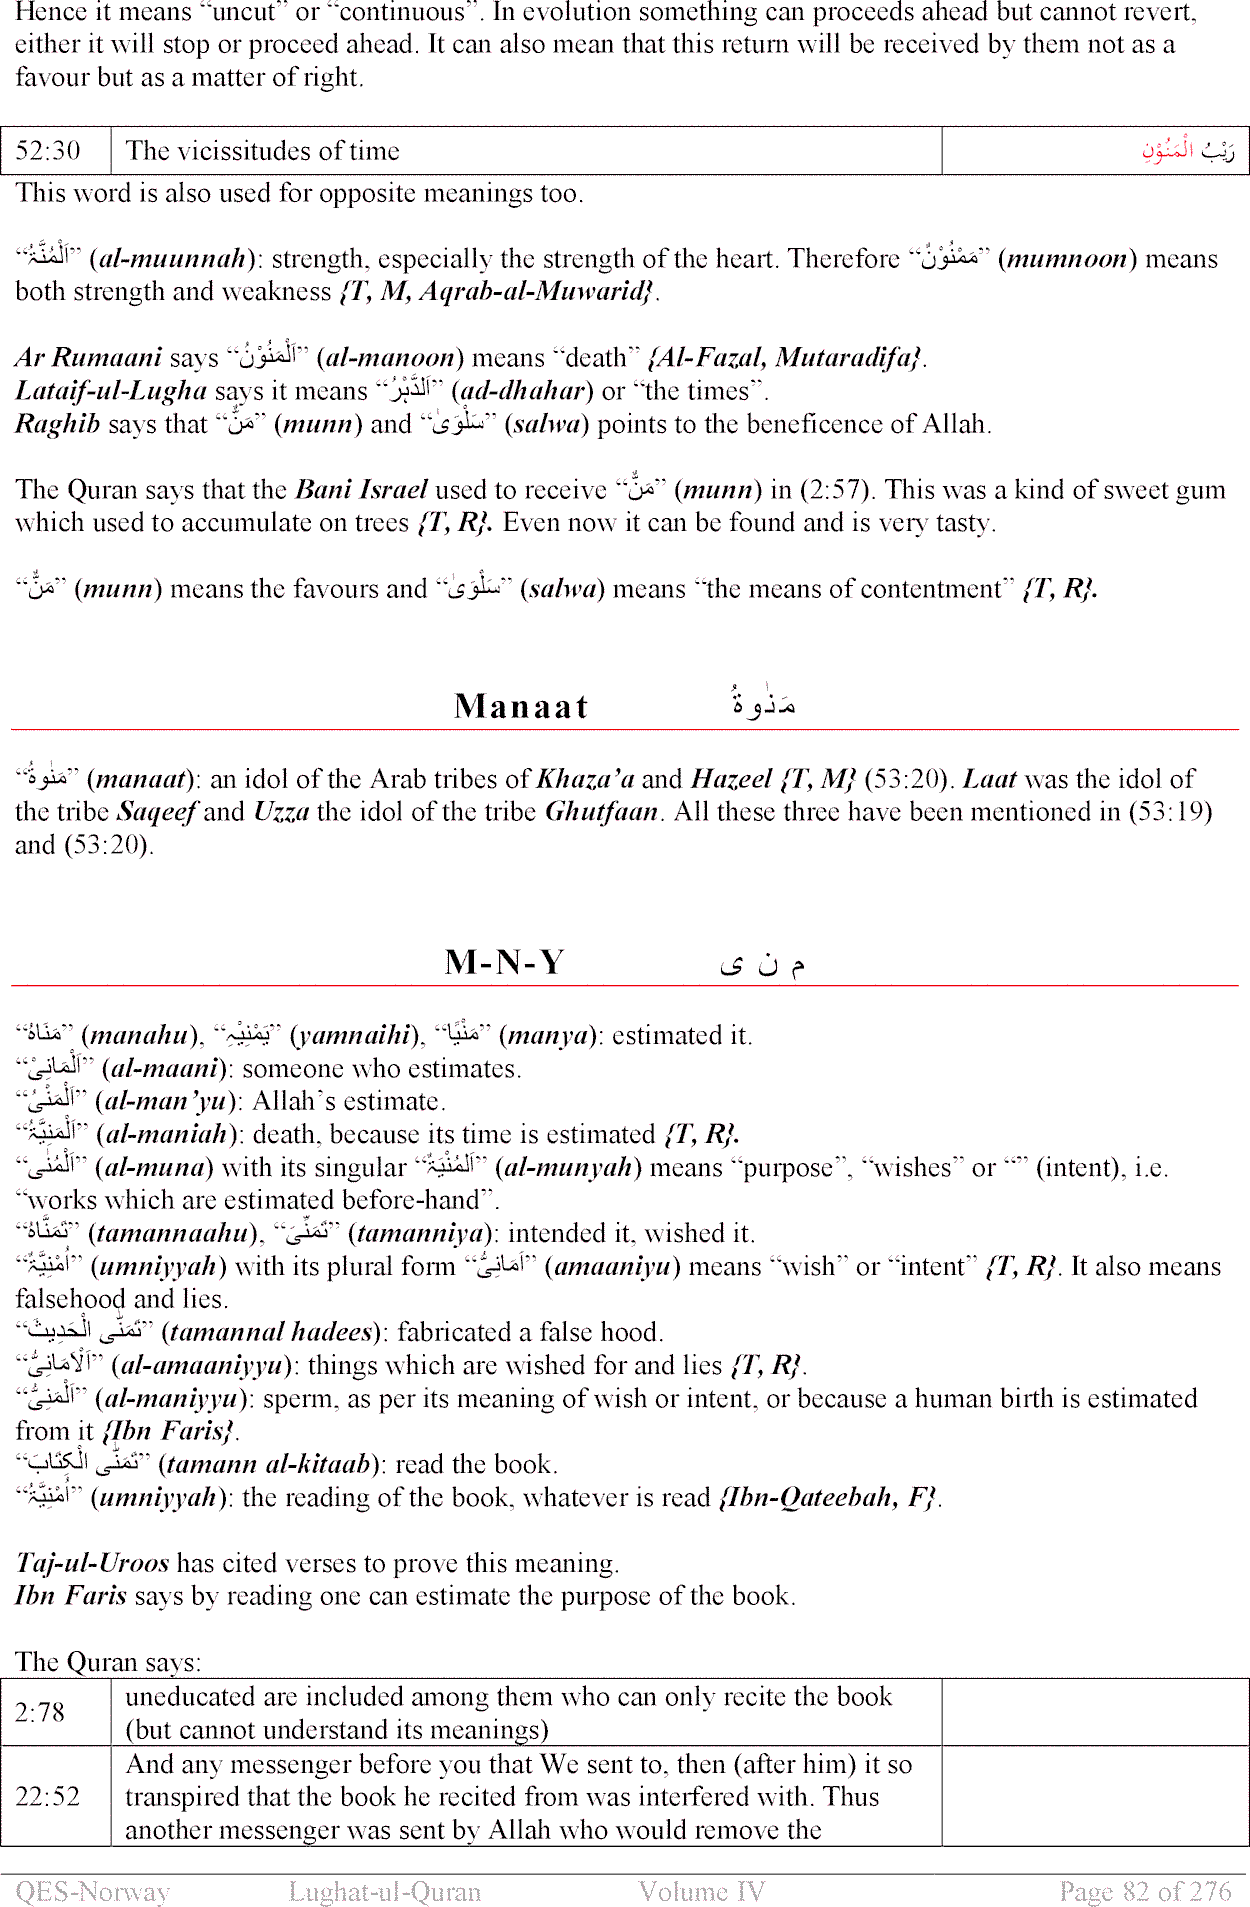 Hence it means “uncut” or “continuous”. In evolution something can proceeds ahead but cannot revert,
either it will stop or proceed ahead. It can also mean that this return will be received by them not as a
favour but as a matter of right.
52:30 The vicissitudes of time رَيْبُ الْمَنُوْنِ
This word is also used for opposite meanings too.
“اَلْمُنَّۃُ” (al-muunnah): strength, especially the strength of the heart. Therefore “مَمْنُوْنٌ” (mumnoon) means
both strength and weakness {T, M, Aqrab-al-Muwarid}.
Ar Rumaani says “اَلْمَنُوْنُ” (al-manoon) means “death” {Al-Fazal, Mutaradifa}.
Lataif-ul-Lugha says it means “اَلدَّہْرُ” (ad-dhahar) or “the times”.
Raghib says that “مَنٌّ” (munn) and “سَلْوَیٰ” (salwa) points to the beneficence of Allah.
The Quran says that the Bani Israel used to receive “مَنٌّ” (munn) in (2:57). This was a kind of sweet gum
which used to accumulate on trees {T, R}. Even now it can be found and is very tasty.
“مَنٌّ” (munn) means the favours and “سَلْوَیٰ” (salwa) means “the means of contentment” {T, R}.
Manaat مَنٰوةُ
“مَنٰوةُ” (manaat): an idol of the Arab tribes of Khaza’a and Hazeel {T, M} (53:20). Laat was the idol of
the tribe Saqeef and Uzza the idol of the tribe Ghutfaan. All these three have been mentioned in (53:19)
and (53:20).
M-N-Y م ن ی
“مَنَاہُ” (manahu), “يَمْنِيْہِ” (yamnaihi), “مَنْيًا” (manya): estimated it.
“اَلْمَانِیْ” (al-maani): someone who estimates.
“اَلْمَنْیُ” (al-man’yu): Allah’s estimate.
“اَلْمَنِيَّۃُ” (al-maniah): death, because its time is estimated {T, R}.
“اَلْمُنٰی” (al-muna) with its singular “اَلْمُنْيَۃُ” (al-munyah) means “purpose”, “wishes” or “” (intent), i.e.
“works which are estimated before-hand”.
“تَمَنَّاہُ” (tamannaahu), “تَمَنِّیَ” (tamanniya): intended it, wished it.
“اُمْنِيَّۃٌ” (umniyyah) with its plural form “اَمَانِیُّ” (amaaniyu) means “wish” or “intent” {T, R}. It also means
falsehood and lies.
“تَمَنَّی الْحَدِيْثَ” (tamannal hadees): fabricated a false hood.
“اَلْاَمَانِیُّ” (al-amaaniyyu): things which are wished for and lies {T, R}.
“اَلْمَنِیُّ” (al-maniyyu): sperm, as per its meaning of wish or intent, or because a human birth is estimated
from it {Ibn Faris}.
“تَمَنَّی الْكِتَابَ” (tamann al-kitaab): read the book.
“اُمْنِيَّۃُ” (umniyyah): the reading of the book, whatever is read {Ibn-Qateebah, F}.
Taj-ul-Uroos has cited verses to prove this meaning.
Ibn Faris says by reading one can estimate the purpose of the book.
The Quran says:
2:78 uneducated are included among them who can only recite the book
(but cannot understand its meanings)
22:52 And any messenger before you that We sent to, then (after him) it so
transpired that the book he recited from was interfered with. Thus
another messenger was sent by Allah who would remove the
QES-Norway Lughat-ul-Quran Volume IV Page 82 of 276